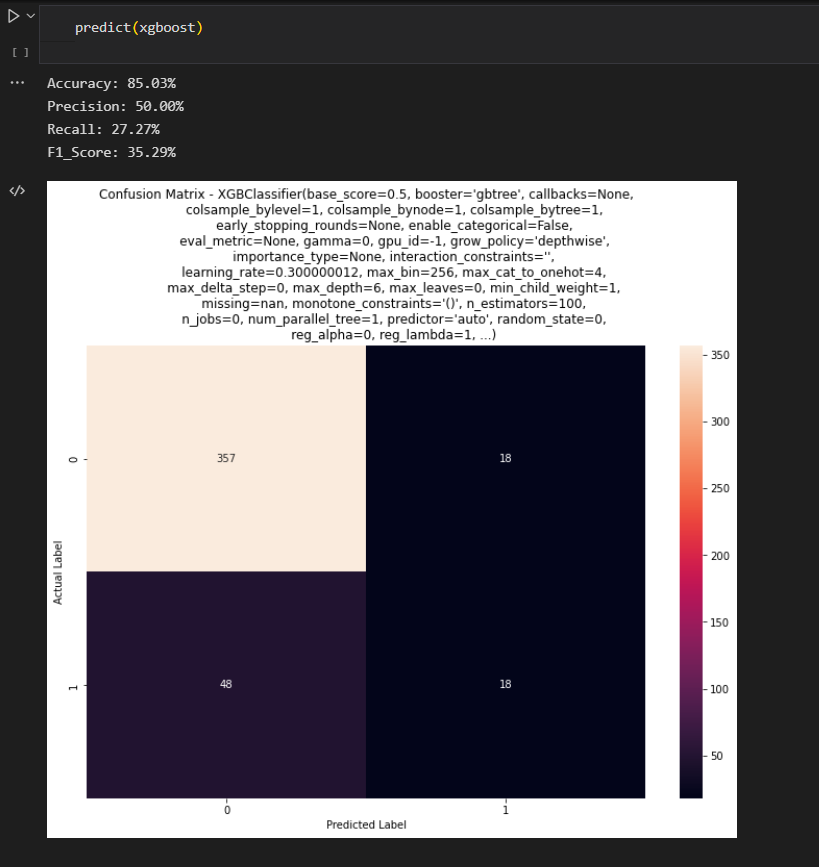 predict(xgboost)
[ ]
...
Accuracy: 85.03%
Precision: 50.00%
Recall: 27.27%
F1_Score: 35.29%
</>
Confusion Matrix - XGBClassifier(base_score=0.5, booster='gbtree', callbacks=None,
colsample_bylevel=1, colsample_bynode=1, colsample_bytree=1,
early_stopping_rounds=None, enable_categorical=False,
eval_metric=None, gamma=0, gpu_id=-1, grow_policy='depthwise',
importance_type=None, interaction_constraints='',
learning_rate=0.300000012, max_bin=256, max_cat_to_onehot=4,
max_delta_step=0, max_depth=6, max_leaves=0, min_child_weight=1,
missing=nan, monotone_constraints='()', n_estimators=100,
n_jobs=0, num_parallel_tree=1, predictor='auto', random_state=0,
reg_alpha=0, reg_lambda=1, ...)
Actual Label
0
357
18
1
48
18
0
1
Predicted Label
350
300
250
200
150
100
50